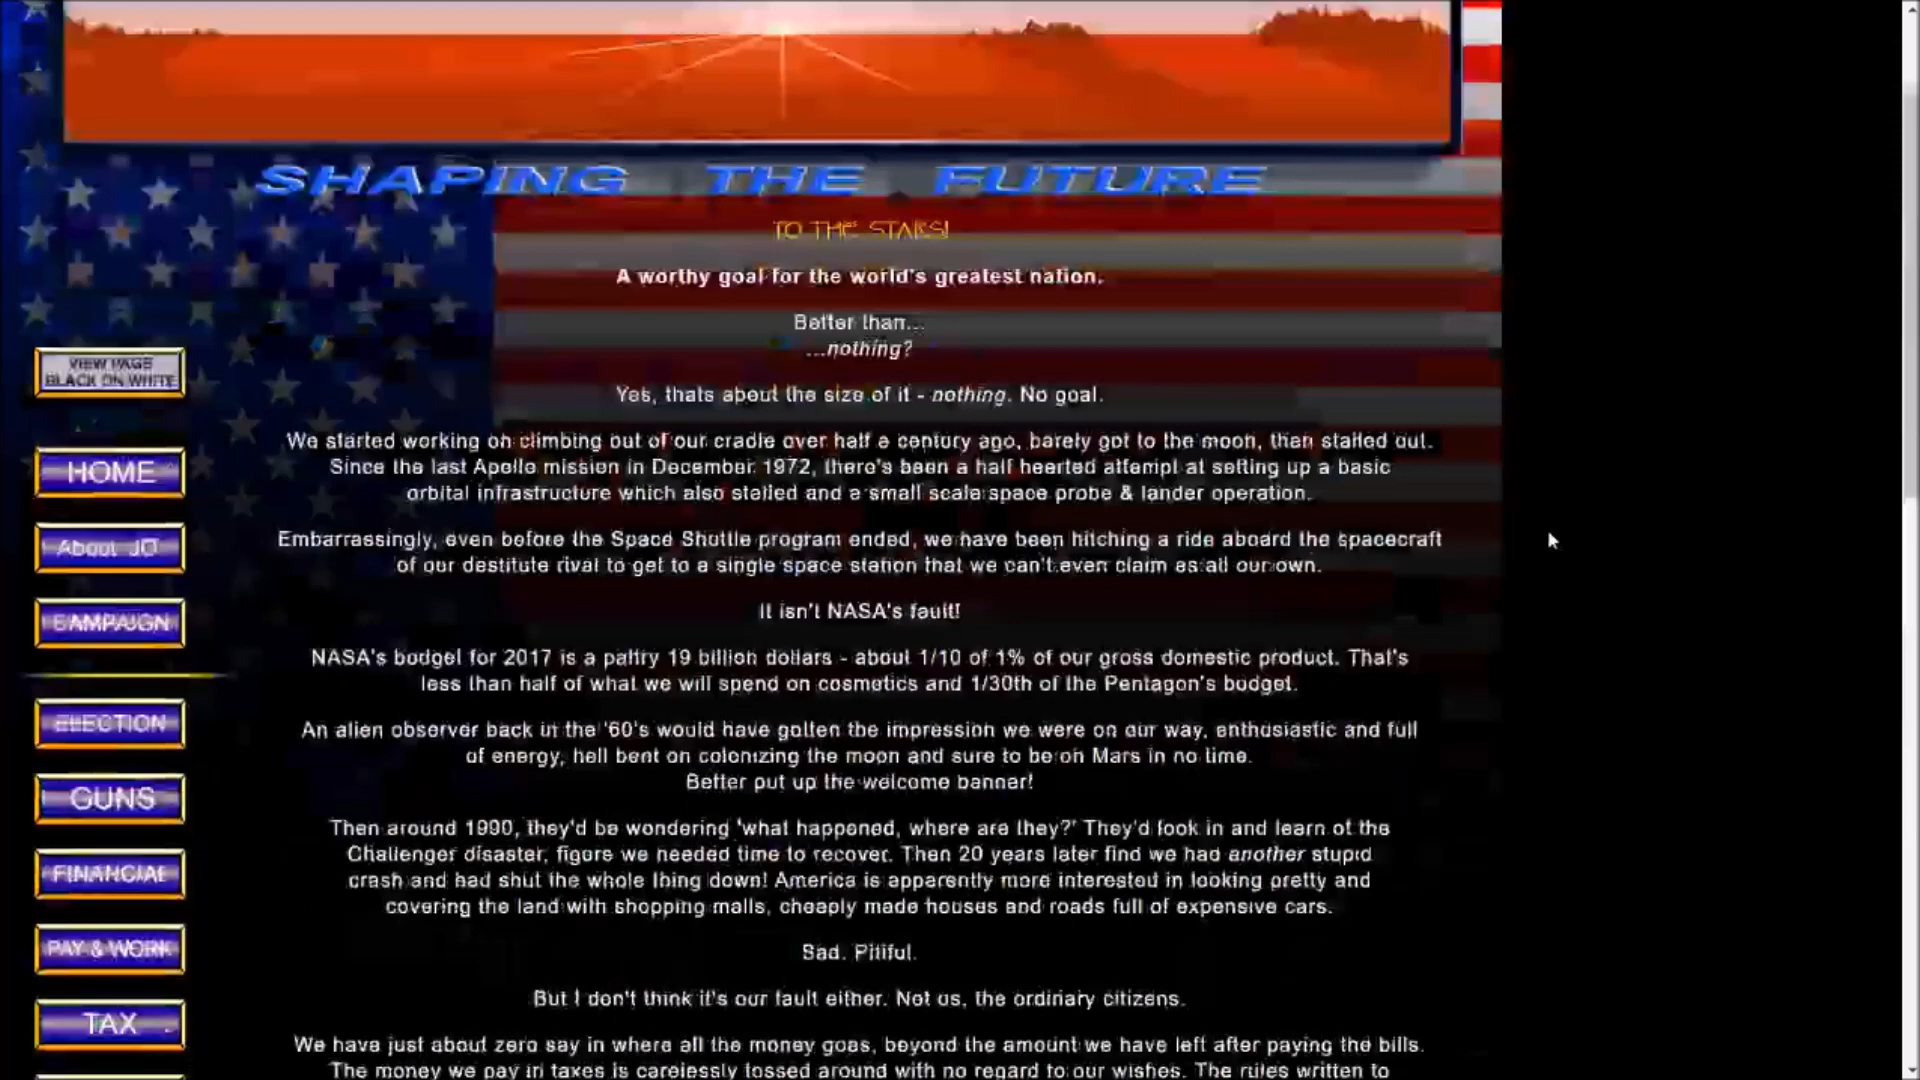 SHAPING THE FUTURE
TO THE STARS!
A worthy goal for the world's greatest nation.
Better than...
...nothing?
Yes, thats about the size of it - nothing. No goal.
We started working on climbing out of our cradle over half a century ago, barely got to the moon, then stalled out.
Since the last Apollo mission in December 1972, there's been a half hearted attempt at setting up a basic
orbital infrastructure which also stalled and a small scale space probe & lander operation.
Embarrassingly, even before the Space Shuttle program ended, we have been hitching a ride aboard the spacecraft
of our destitute rival to get to a single space station that we can't even claim as all our own.
It isn't NASA's fault!
NASA's budget for 2017 is a paltry 19 billion dollars - about 1/10 of 1% of our gross domestic product. That's
less than half of what we will spend on cosmetics and 1/30th of the Pentagon's budget.
An alien observer back in the '60's would have gotten the impression we were on our way, enthusiastic and full
of energy, hell bent on colonizing the moon and sure to be on Mars in no time.
Better put up the welcome banner!
Then around 1990, they'd be wondering 'what happened, where are they?' They'd look in and learn of the
Challenger disaster, figure we needed time to recover. Then 20 years later find we had another stupid
crash and had shut the whole thing down! America is apparently more interested in looking pretty and
covering the land with shopping malls, cheaply made houses and roads full of expensive cars.
Sad. Pitiful.
But I don't think it's our fault either. Not us, the ordinary citizens.
We have just about zero say in where all the money goes, beyond the amount we have left after paying the bills.
The money we pay in taxes is carelessly tossed around with no regard to our wishes. The rules written to
VIEW PAGE
BLACK ON WHITE
HOME
About JO
CAMPAIGN
ELECTION
GUNS
FINANCIAL
PAY & WORK
TAX